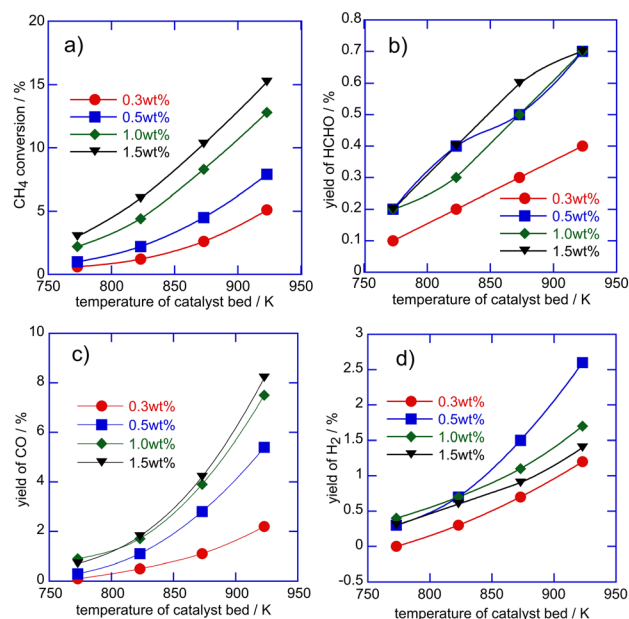 a)
20
15
10
5
0
CH4 conversion / %
0.3wt%
0.5wt%
1.0wt%
1.5wt%
750 800 850 900 950
temperature of catalyst bed / K
b)
0.8
0.7
0.6
0.5
0.4
0.3
0.2
0.1
0
yield of HCHO / %
0.3wt%
0.5wt%
1.0wt%
1.5wt%
750 800 850 900 950
temperature of catalyst bed / K
c)
10
8
6
4
2
0
yield of CO / %
0.3wt%
0.5wt%
1.0wt%
1.5wt%
750 800 850 900 950
temperature of catalyst bed / K
d)
3
2.5
2
1.5
1
0.5
0
-0.5
yield of H2 / %
0.3wt%
0.5wt%
1.0wt%
1.5wt%
750 800 850 900 950
temperature of catalyst bed / K